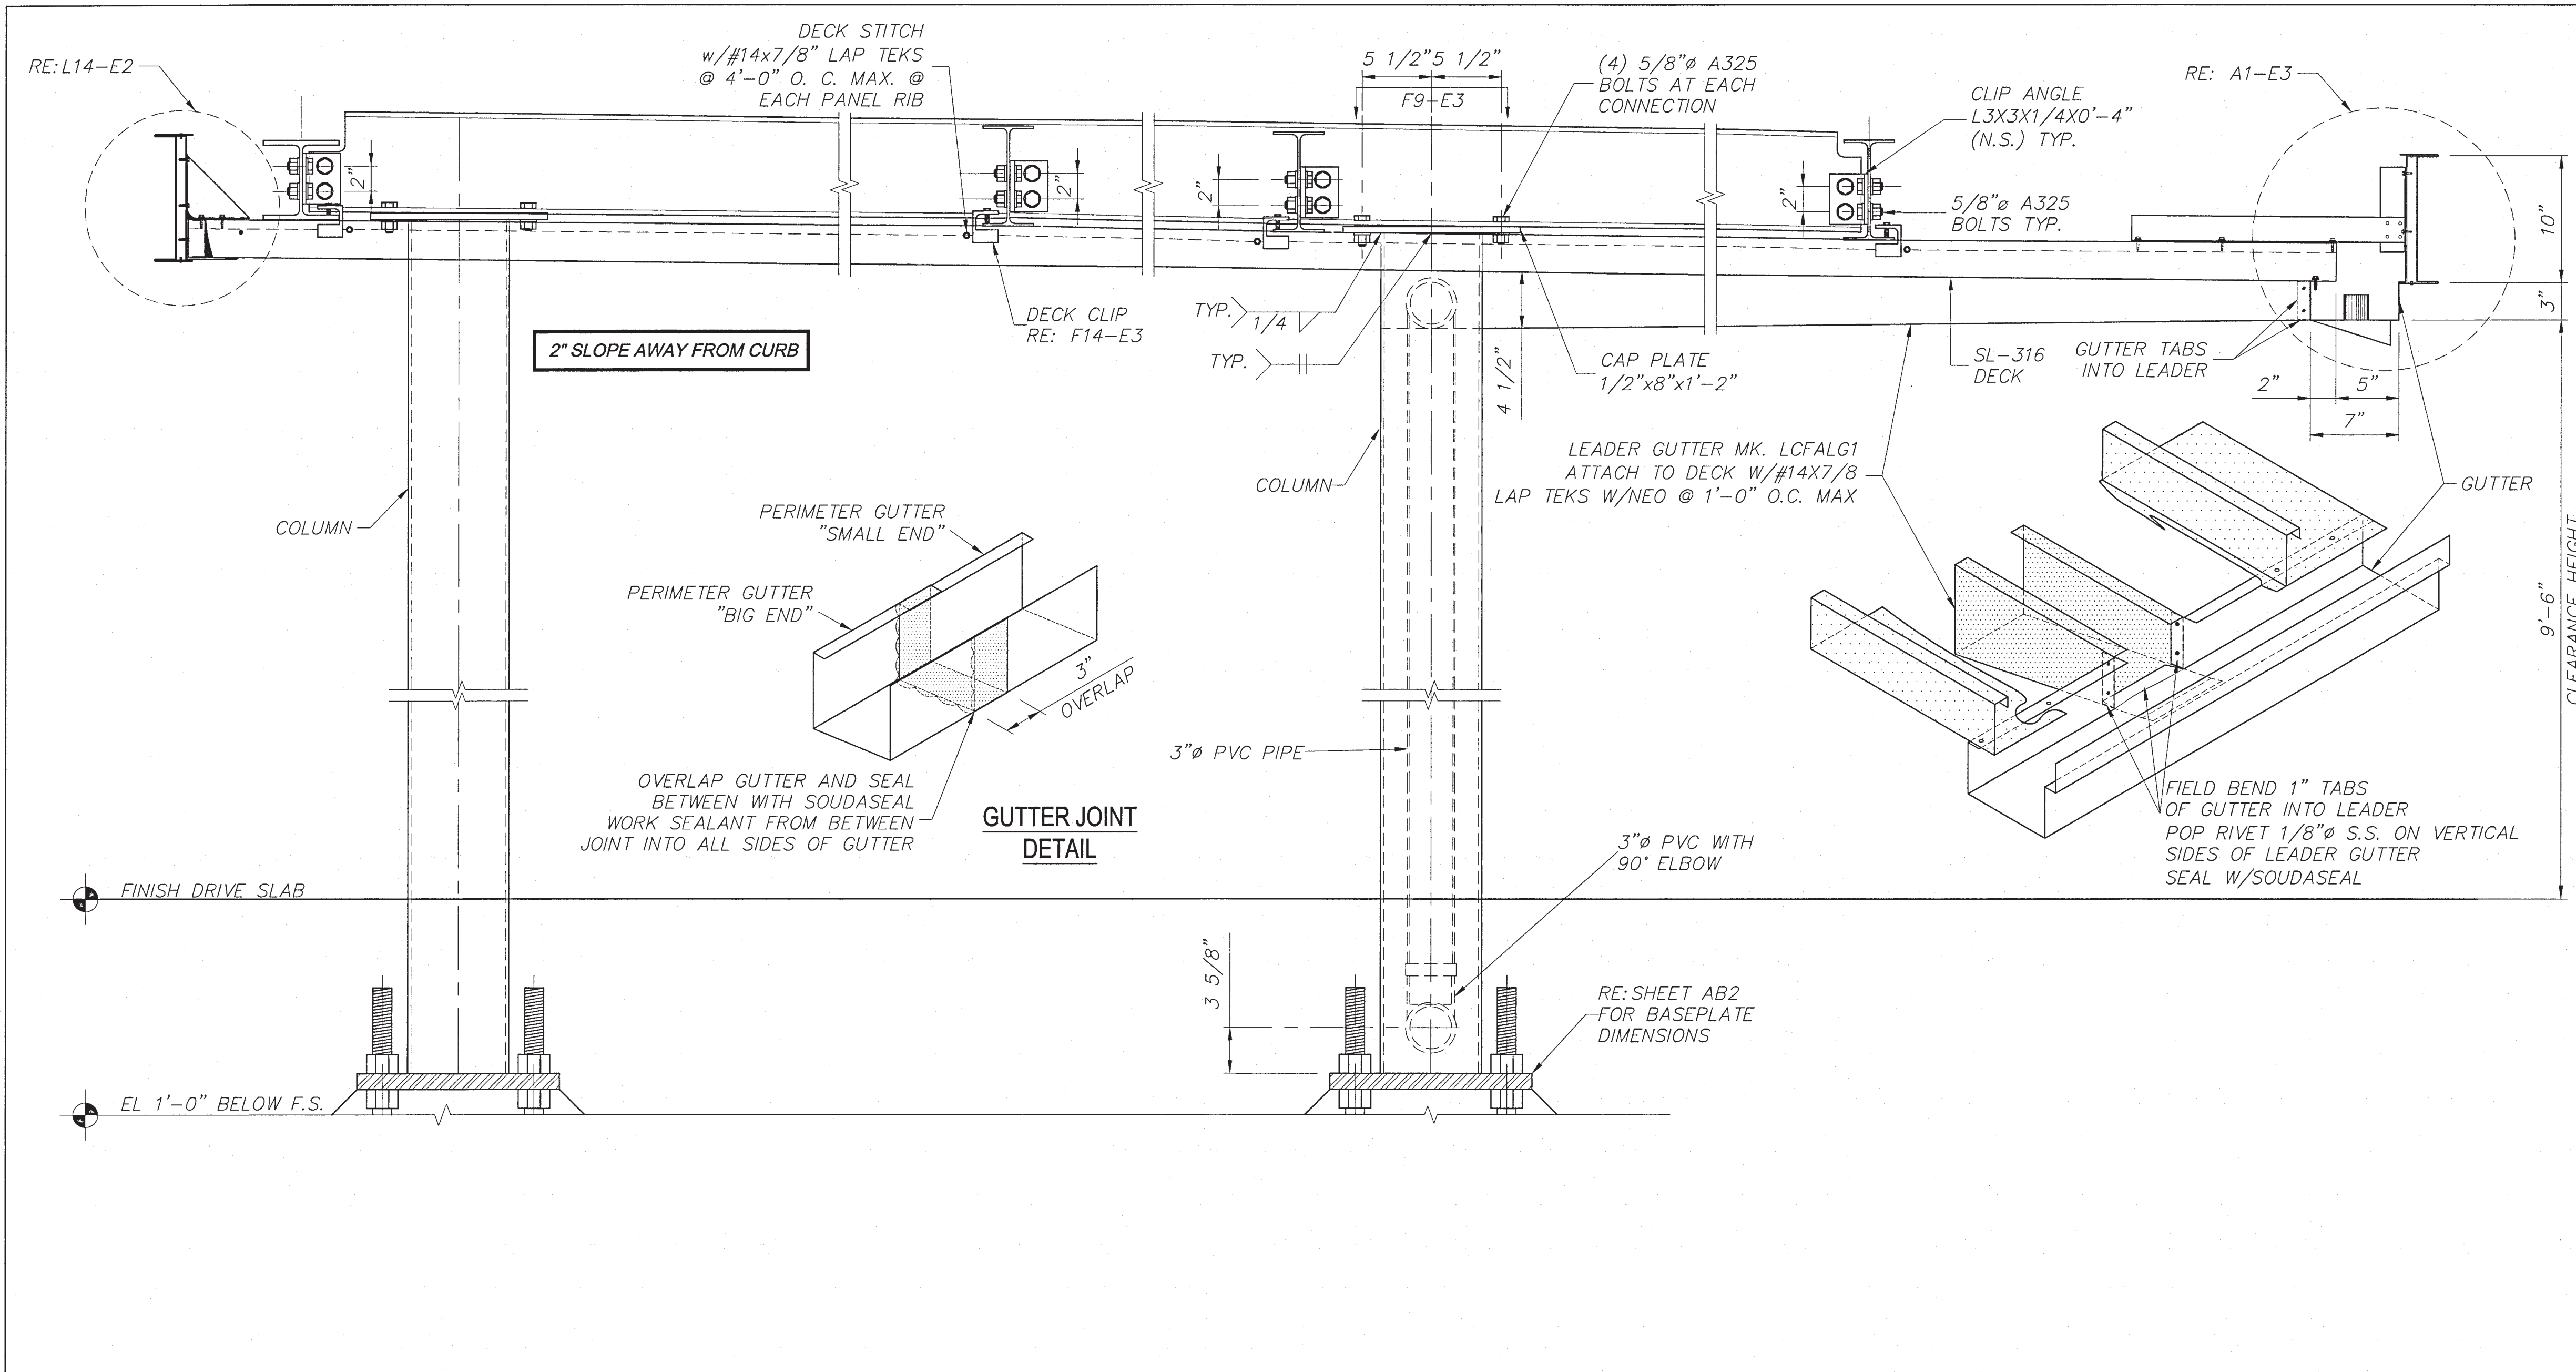 RE: L14-E2
DECK STITCH
w/#14x7/8" LAP TEKS
@ 4'-0" O. C. MAX. @
EACH PANEL RIB
5 1/2" 5 1/2"
F9-E3
(4) 5/8"ø A325
BOLTS AT EACH
CONNECTION
CLIP ANGLE
L3X3X1/4X0'-4"
(N.S.) TYP.
RE: A1-E3
2"
2"
2"
2"
5/8"ø A325
BOLTS TYP.
10"
3"
DECK CLIP
RE: F14-E3
2" SLOPE AWAY FROM CURB
TYP.
1/4
TYP.
4 1/2"
CAP PLATE
1/2"x8"x1'-2"
SL-316
DECK
GUTTER TABS
INTO LEADER
2"
5"
7"
LEADER GUTTER MK. LCFALG1
ATTACH TO DECK W/#14X7/8
LAP TEKS W/NEO @ 1'-0" O.C. MAX
COLUMN
COLUMN
GUTTER
PERIMETER GUTTER
"SMALL END"
PERIMETER GUTTER
"BIG END"
3"
OVERLAP
9'-6"
CLEARANCE HEIGHT
3"ø PVC PIPE
OVERLAP GUTTER AND SEAL
BETWEEN WITH SOUDASEAL
WORK SEALANT FROM BETWEEN
JOINT INTO ALL SIDES OF GUTTER
GUTTER JOINT
DETAIL
3"ø PVC WITH
90° ELBOW
FIELD BEND 1" TABS
OF GUTTER INTO LEADER
POP RIVET 1/8"ø S.S. ON VERTICAL
SIDES OF LEADER GUTTER
SEAL W/SOUDASEAL
FINISH DRIVE SLAB
3 5/8"
RE: SHEET AB2
FOR BASEPLATE
DIMENSIONS
EL 1'-0" BELOW F.S.